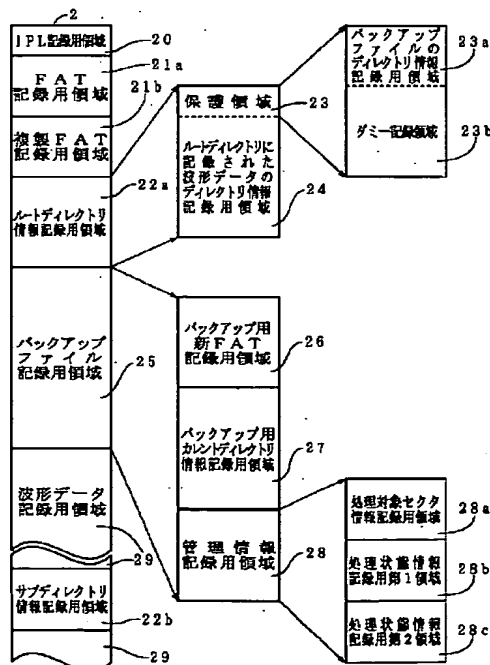 2
IPL記録用領域
20
21a
FAT
記録用領域
21b
複製FAT
記録用領域
22a
ルートディレクトリ
情報記録用領域
バックアップ
ファイル
記録用領域
25
波形データ
記録用領域
29
サブディレクトリ
情報記録用領域
22b
29
保護領域
23
ルートディレクトリに
記録された
波形データの
ディレクトリ情報
記録用領域
24
バックアップ用
新FAT
記録用領域
26
バックアップ用
カレントディレクトリ
情報記録用領域
27
管理情報
記録用領域
28
バックアップ
ファイルの
ディレクトリ情報
記録用領域
23a
ダミー記録領域
23b
処理対象セクタ
情報記録用領域
28a
処理状態情報
記録用第1領域
28b
処理状態情報
記録用第2領域
28c